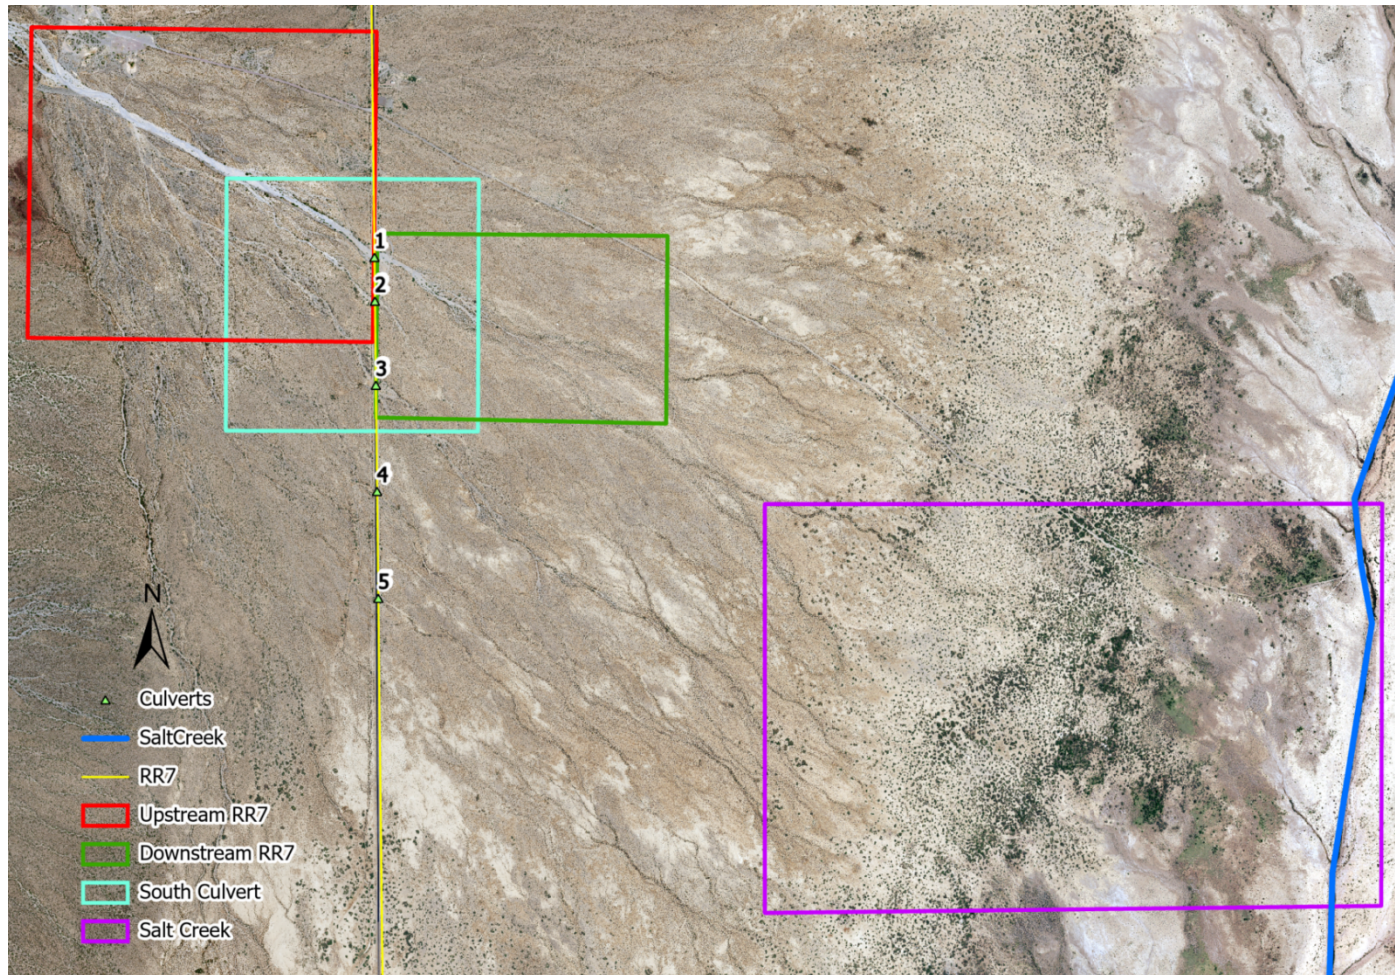 1
2
3
4
5
N
Culverts
SaltCreek
RR7
Upstream RR7
Downstream RR7
South Culvert
Salt Creek